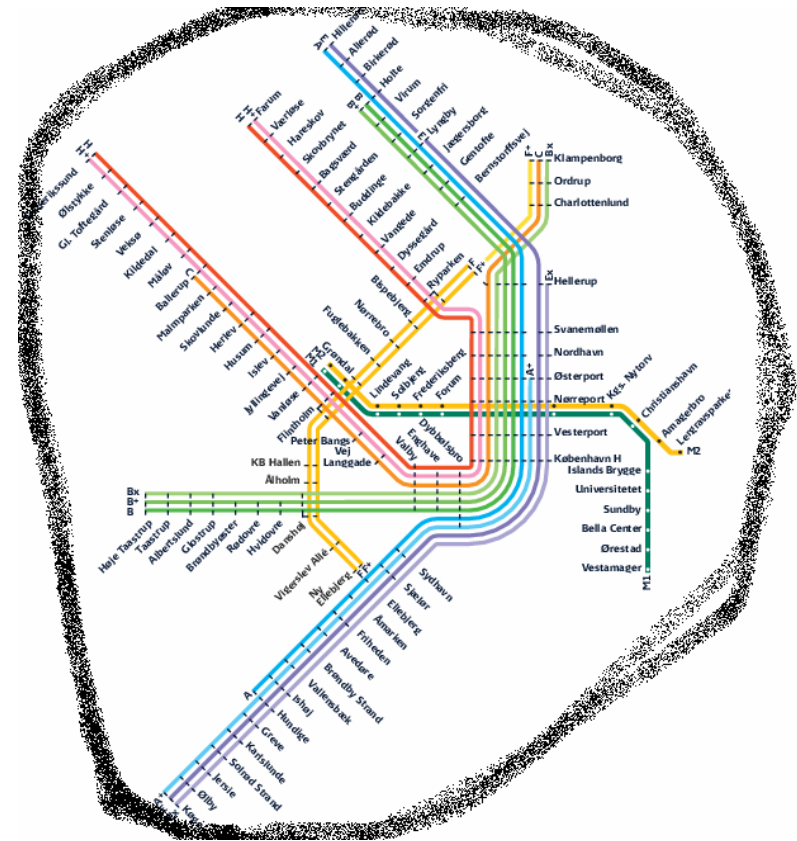 A
E
Hillerød
Allerød
Birkerød
Holte
Virum
Sorgenfri
Lyngby
Jægersborg
Gentofte
Bernstorffsvej
B
B+
E
H
H+
Farum
Værløse
Hareskov
Skovbrynet
Bagsværd
Stengården
Buddinge
Kildebakke
Vangede
Dyssegård
Emdrup
Ryparken
F
F+
Bispebjerg
Nørrebro
Fuglebakken
Grøndal
F+
C
Bx
Klampenborg
Ordrup
Charlottenlund
Ex
Hellerup
Svanemøllen
Nordhavn
A+
Østerport
Nørreport
Vesterport
København H
H
H+
Ølstykke
Gl. Toftegård
Stenløse
Veksø
Kildedal
Måløv
C
Ballerup
Malmparken
Skovlunde
Herlev
Husum
Islev
Jyllingevej
Vanløse
Flintholm
Peter Bangs
Vej
Langgade
KB Hallen
Ålholm
M2
M1
Lindevang
Solbjerg
Frederiksberg
Forum
Kgs. Nytorv
Christianshavn
Amagerbro
M2
Valby
Enghave
Dybbølsbro
Islands Brygge
Universitetet
Sundby
Bella Center
Ørestad
Vestamager
M1
Bx
B+
B
Høje Taastrup
Taastrup
Albertslund
Glostrup
Brøndbyøster
Rødovre
Hvidovre
Danshøj
Vigerslev Allé
Ny
Ellebjerg
F
F+
Sydhavn
Sjælør
Ellebjerg
Åmarken
Friheden
Avedøre
Brøndby Strand
Vallensbæk
Ishøj
Hundige
Greve
Karlslunde
Solrød Strand
Jersie
Ølby
A
A+